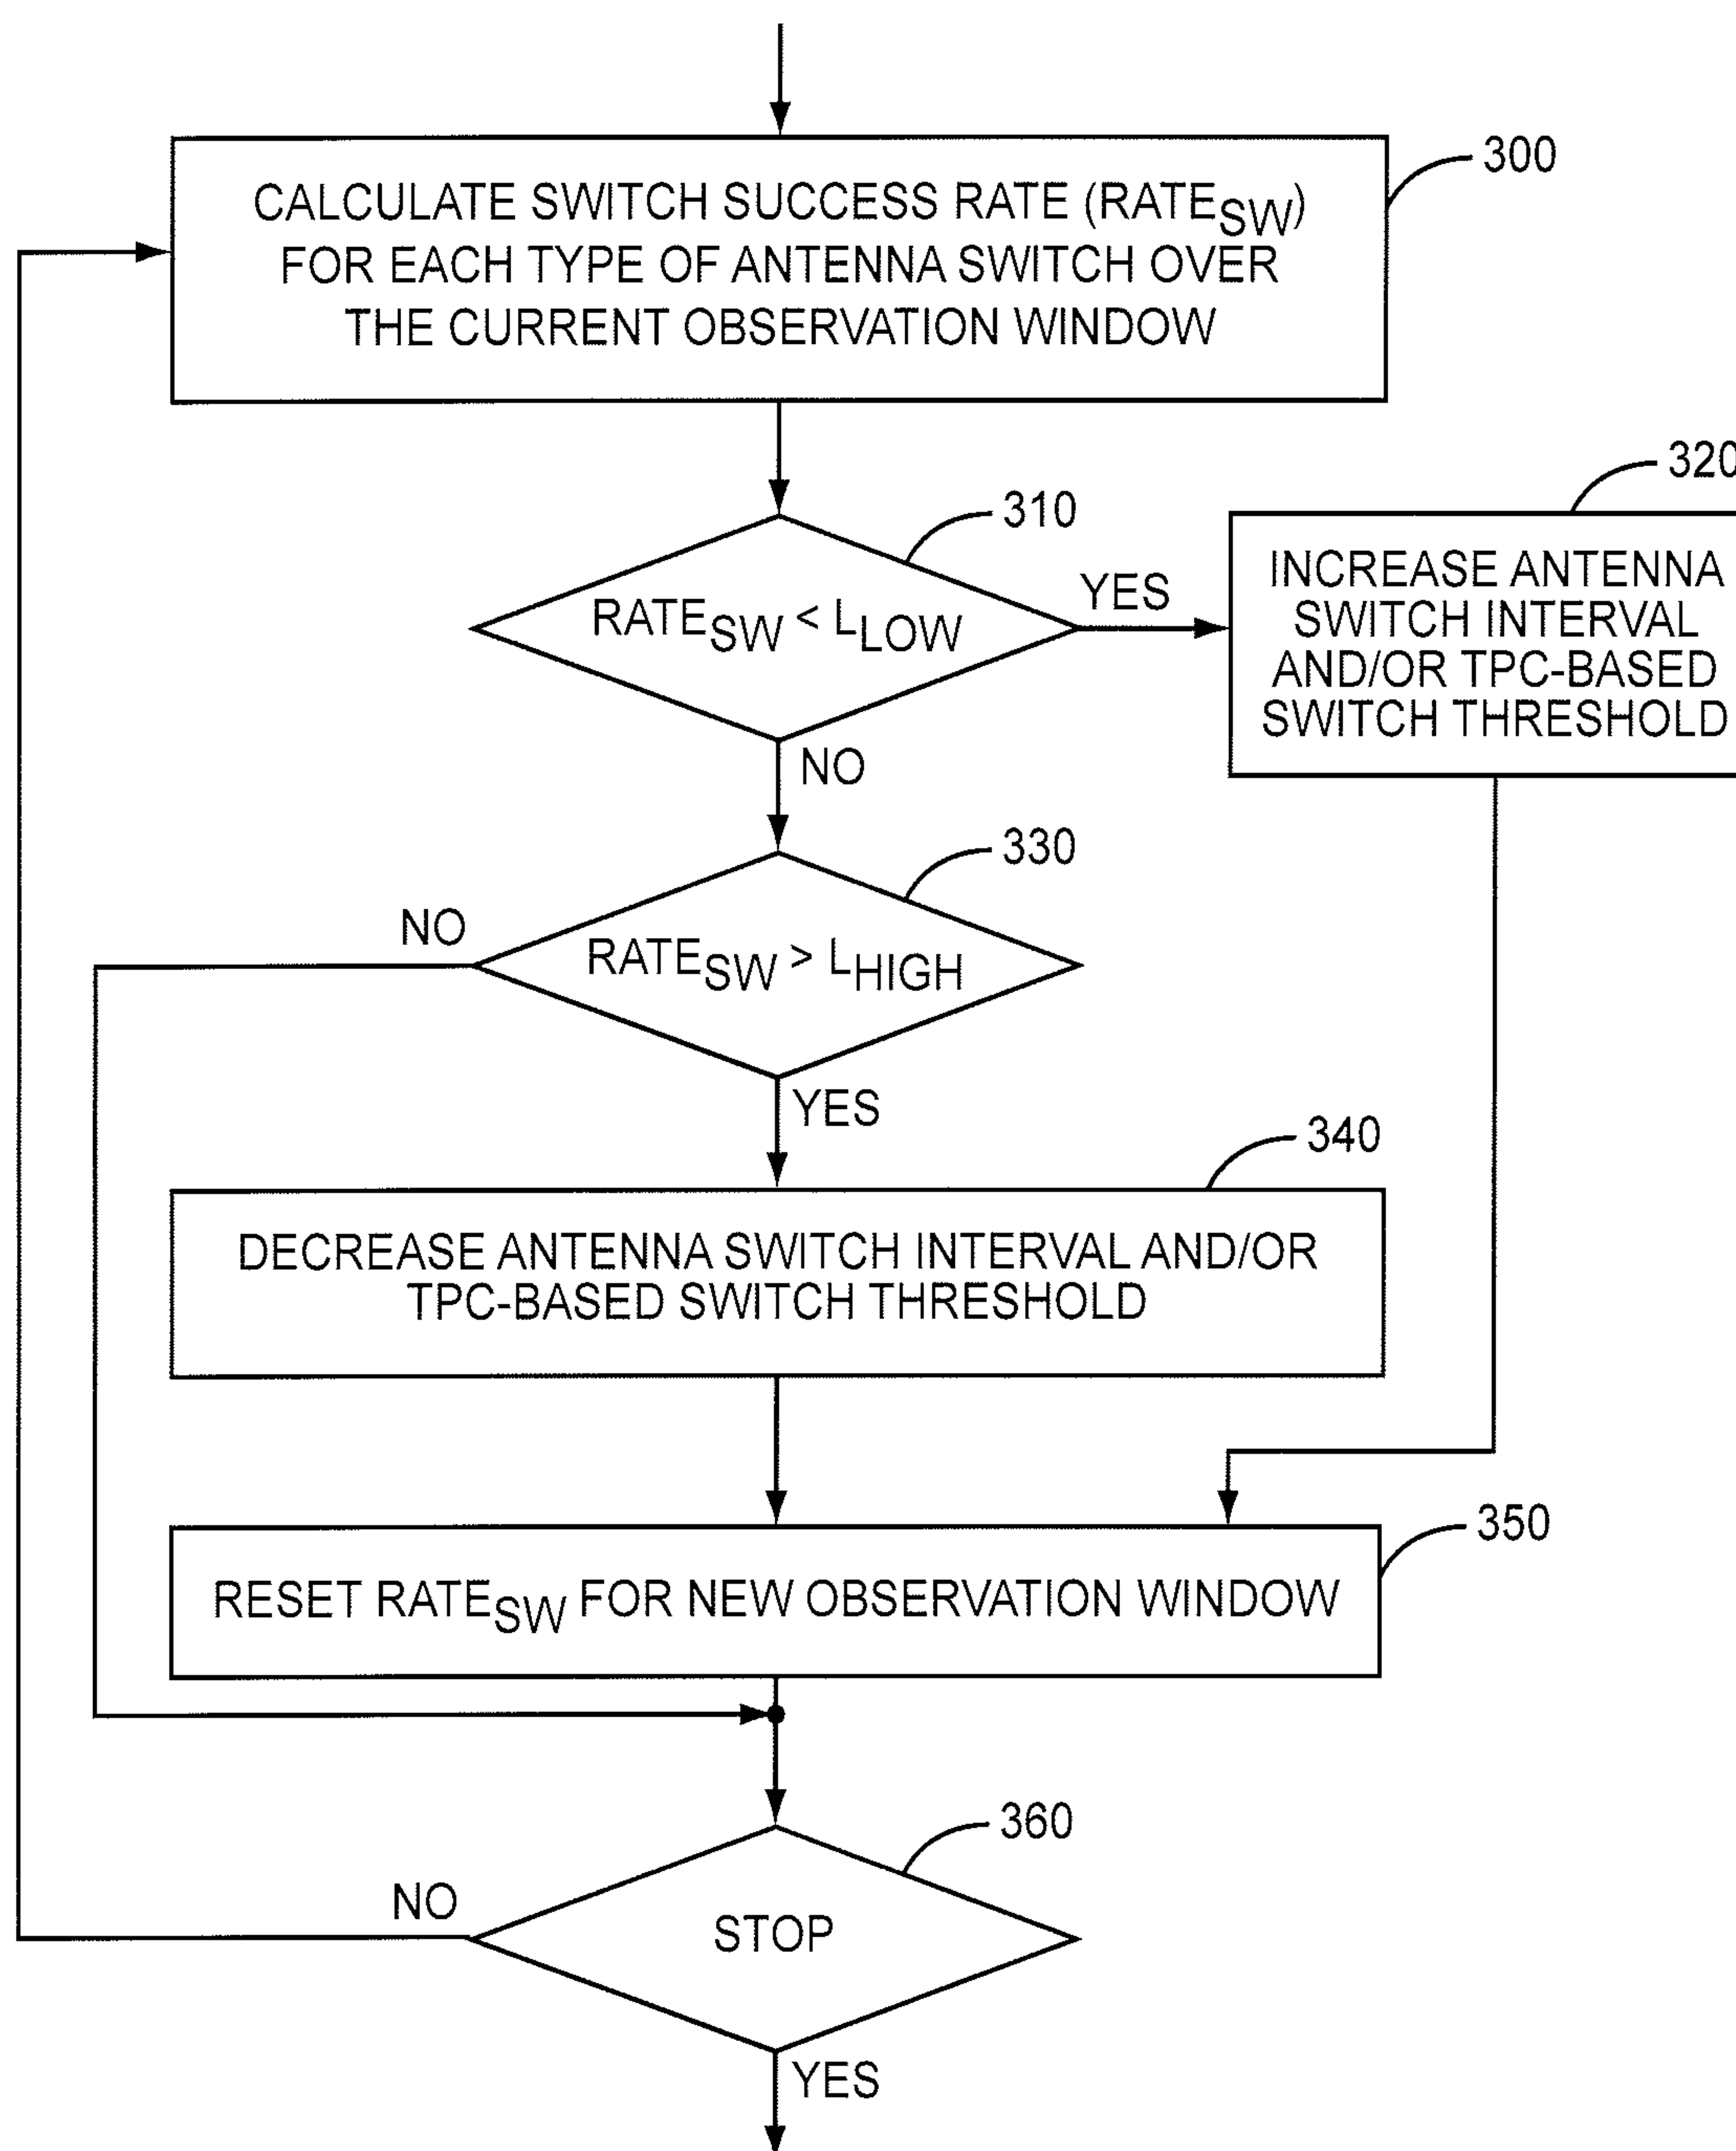 CALCULATE SWITCH SUCCESS RATE (RATESW)
FOR EACH TYPE OF ANTENNA SWITCH OVER
THE CURRENT OBSERVATION WINDOW
300
310
RATESW < LLOW
YES
NO
320
INCREASE ANTENNA
SWITCH INTERVAL
AND/OR TPC-BASED
SWITCH THRESHOLD
330
RATESW > LHIGH
NO
YES
340
DECREASE ANTENNA SWITCH INTERVAL AND/OR
TPC-BASED SWITCH THRESHOLD
350
RESET RATESW FOR NEW OBSERVATION WINDOW
360
STOP
NO
YES